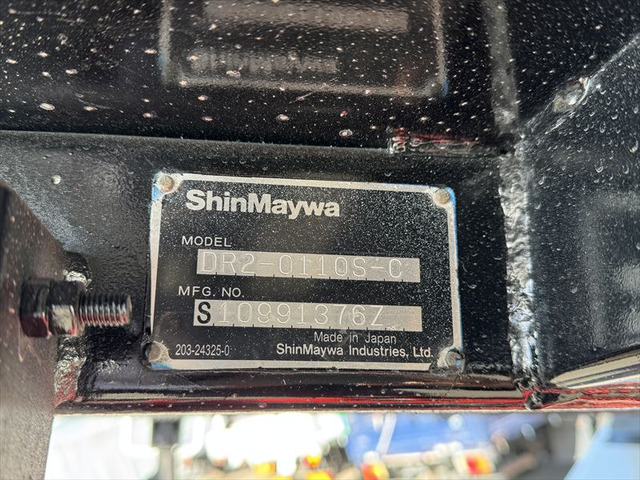 ShinMaywa
MODEL
DR2-0110S-C
MFG. NO.
S10991376Z
Made in Japan
203-24325-0
ShinMaywa Industries, Ltd.